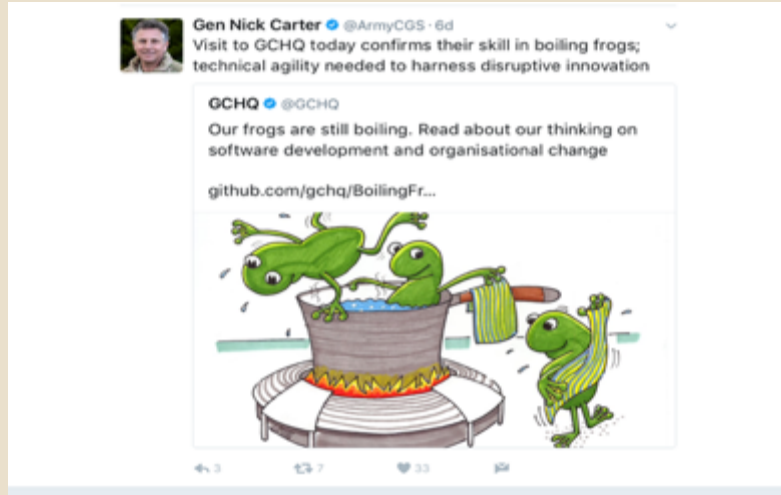 Gen Nick Carter @ArmyCGS · 6d
Visit to GCHQ today confirms their skill in boiling frogs;
technical agility needed to harness disruptive innovation
GCHQ @GCHQ
Our frogs are still boiling. Read about our thinking on
software development and organisational change
github.com/gchq/BoilingFr...
3 7 33